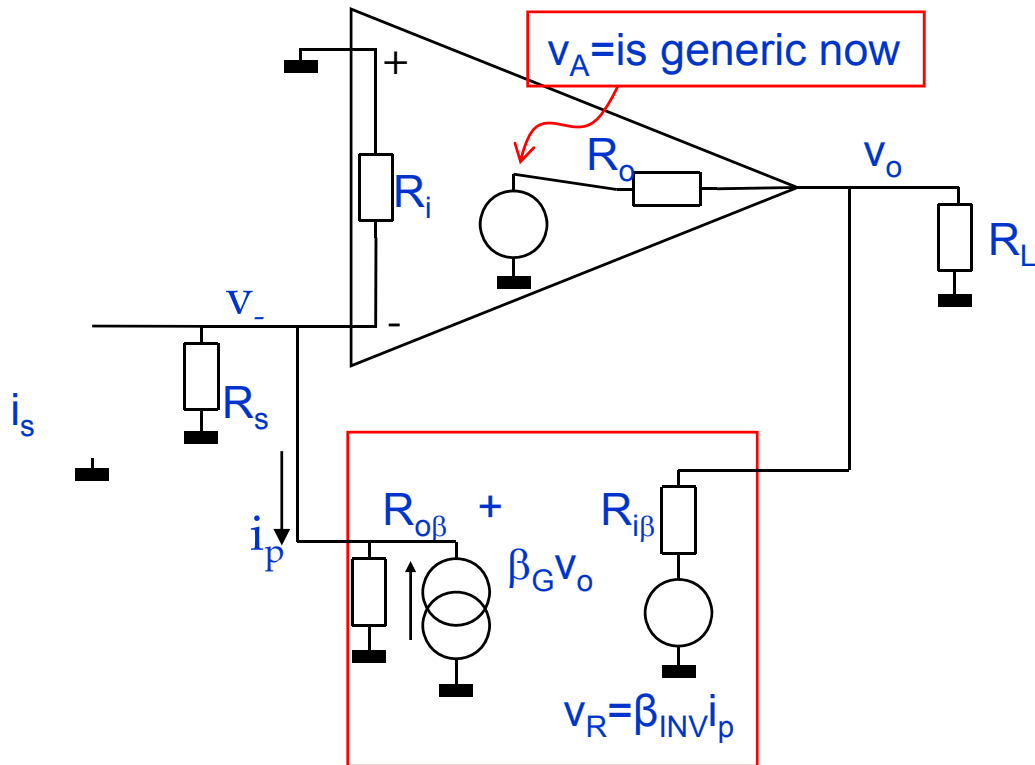 v_A=is generic now
+
R_o
v_o
R_i
R_L
v_-
-
R_s
i_s
i_p
R_oβ
+
R_iβ
β_Gv_o
v_R=β_INVi_p